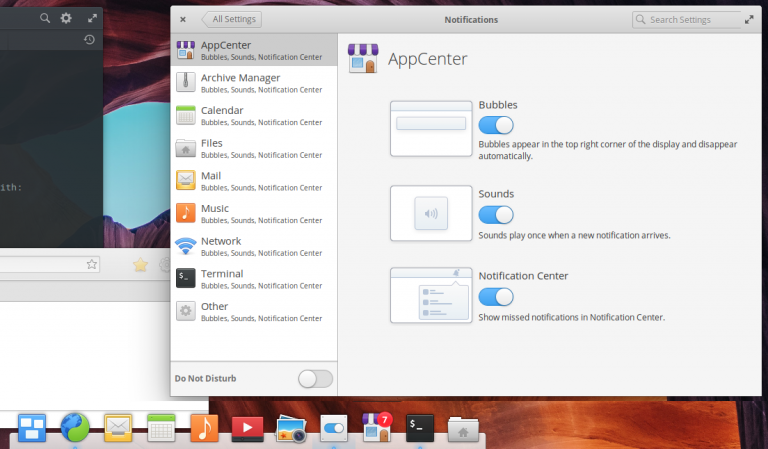 All Settings
Notifications
Search Settings
AppCenter
Bubbles, Sounds, Notification Center
Archive Manager
Bubbles, Sounds, Notification Center
Calendar
Bubbles, Sounds, Notification Center
Files
Bubbles, Sounds, Notification Center
Mail
Bubbles, Sounds, Notification Center
Music
Bubbles, Sounds, Notification Center
Network
Bubbles, Sounds, Notification Center
Terminal
Bubbles, Sounds, Notification Center
Other
Bubbles, Sounds, Notification Center
Do Not Disturb
AppCenter
Bubbles
Bubbles appear in the top right corner of the display and disappear
automatically.
Sounds
Sounds play once when a new notification arrives.
Notification Center
Show missed notifications in Notification Center.
ith:
$_
7
$_